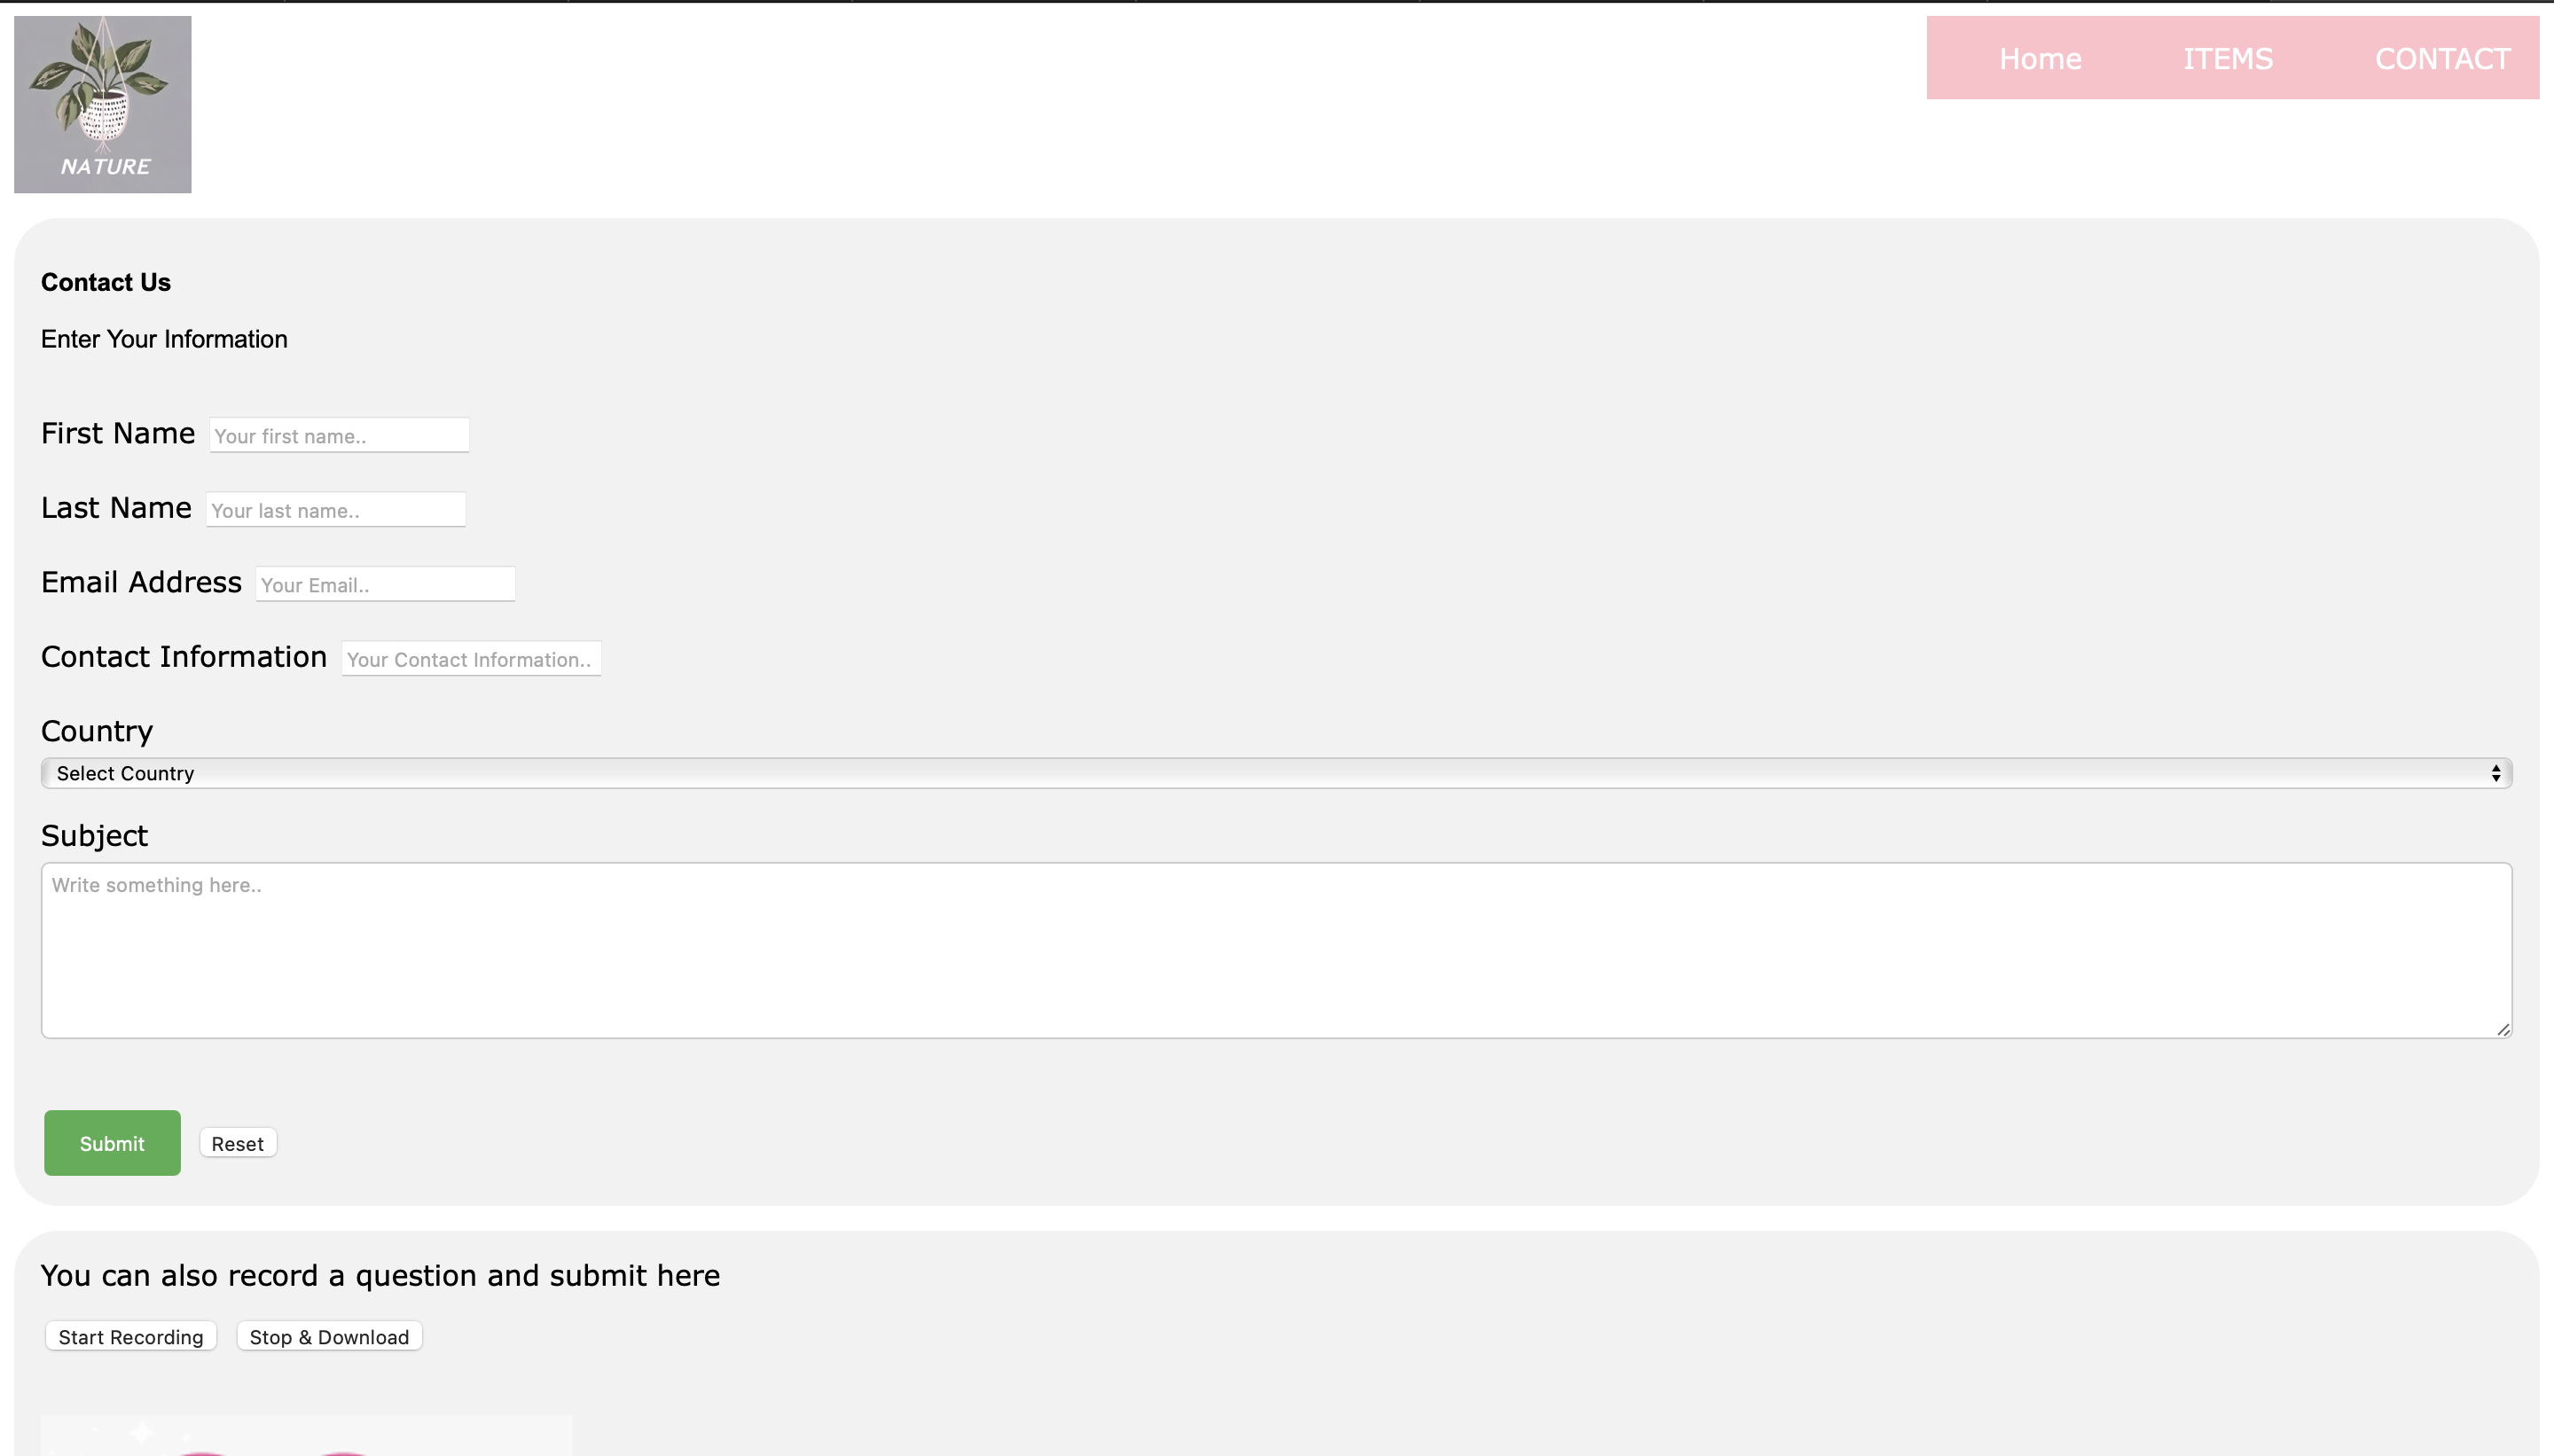 NATURE
Home ITEMS CONTACT
Contact Us
Enter Your Information
First Name Your first name..
Last Name Your last name..
Email Address Your Email..
Contact Information Your Contact Information..
Country
Select Country
Subject
Write something here..
Submit Reset
You can also record a question and submit here
Start Recording Stop & Download